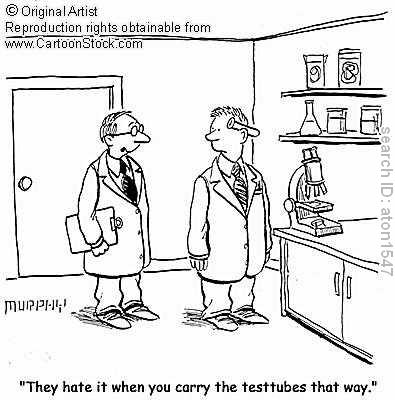 © Original Artist
Reproduction rights obtainable from
www.CartoonStock.com
search ID: aton1547
MURPHY
"They hate it when you carry the testtubes that way."